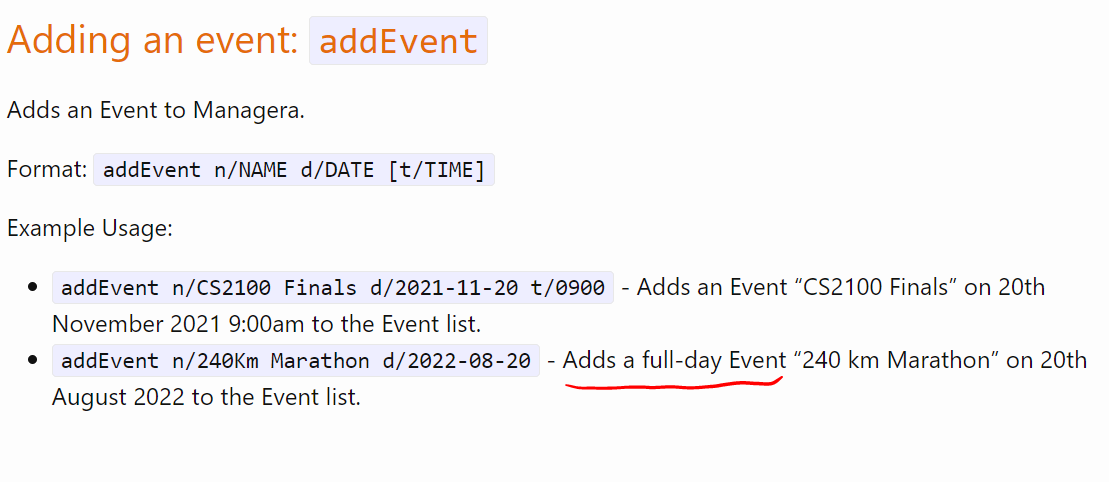 Adding an event: addEvent
Adds an Event to Managera.
Format: addEvent n/NAME d/DATE [t/TIME]
Example Usage:
• addEvent n/CS2100 Finals d/2021-11-20 t/0900 - Adds an Event “CS2100 Finals” on 20th
November 2021 9:00am to the Event list.
• addEvent n/240Km Marathon d/2022-08-20 - Adds a full-day Event “240 km Marathon” on 20th
August 2022 to the Event list.